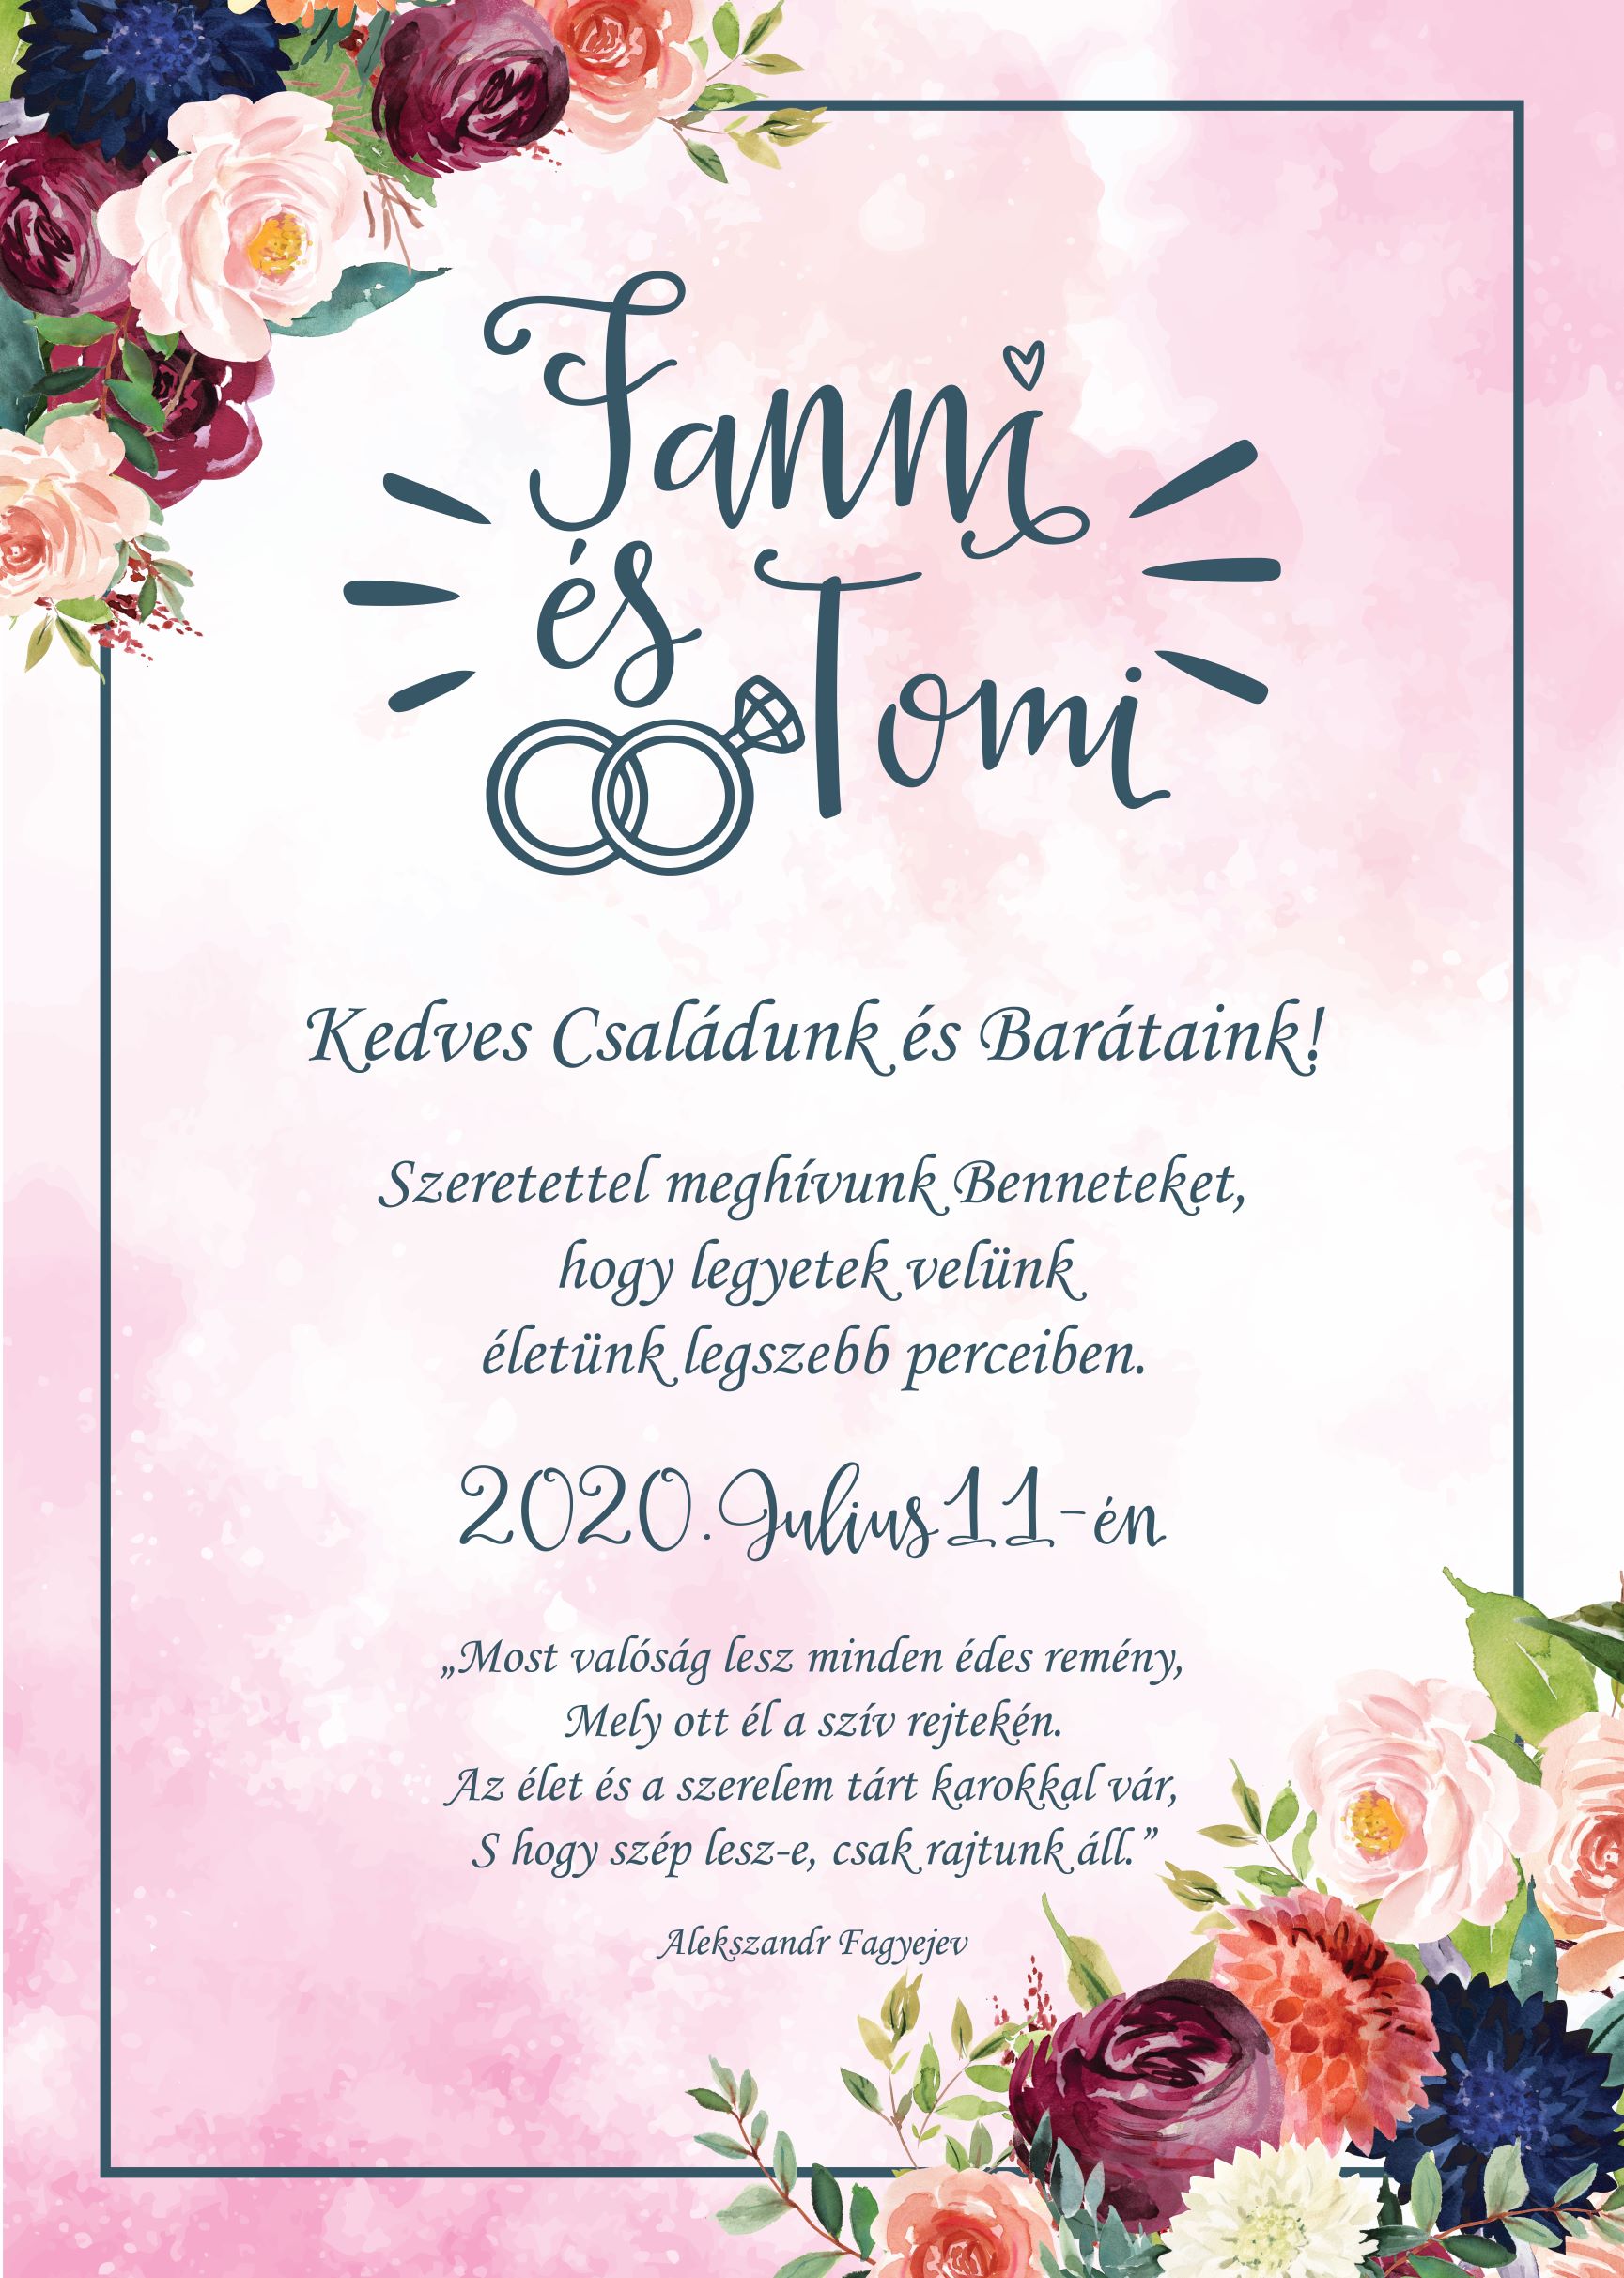 Fanni
és Tomi
Kedves Családunk és Barátaink!
Szeretettel meghívunk Benneteket,
hogy legyetek velünk
életünk legszebb perceiben.
2020. Julius 11-én
„Most valóság lesz minden édes remény,
Mely ott él a szív rejtekén.
Az élet és a szerelem tárt karokkal vár,
S hogy szép lesz-e, csak rajtunk áll.”
Alekszandr Fagyejev